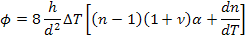 ϕ = 8 h/d² ΔT [(n − 1)(1 + ν)α + dn/dT]